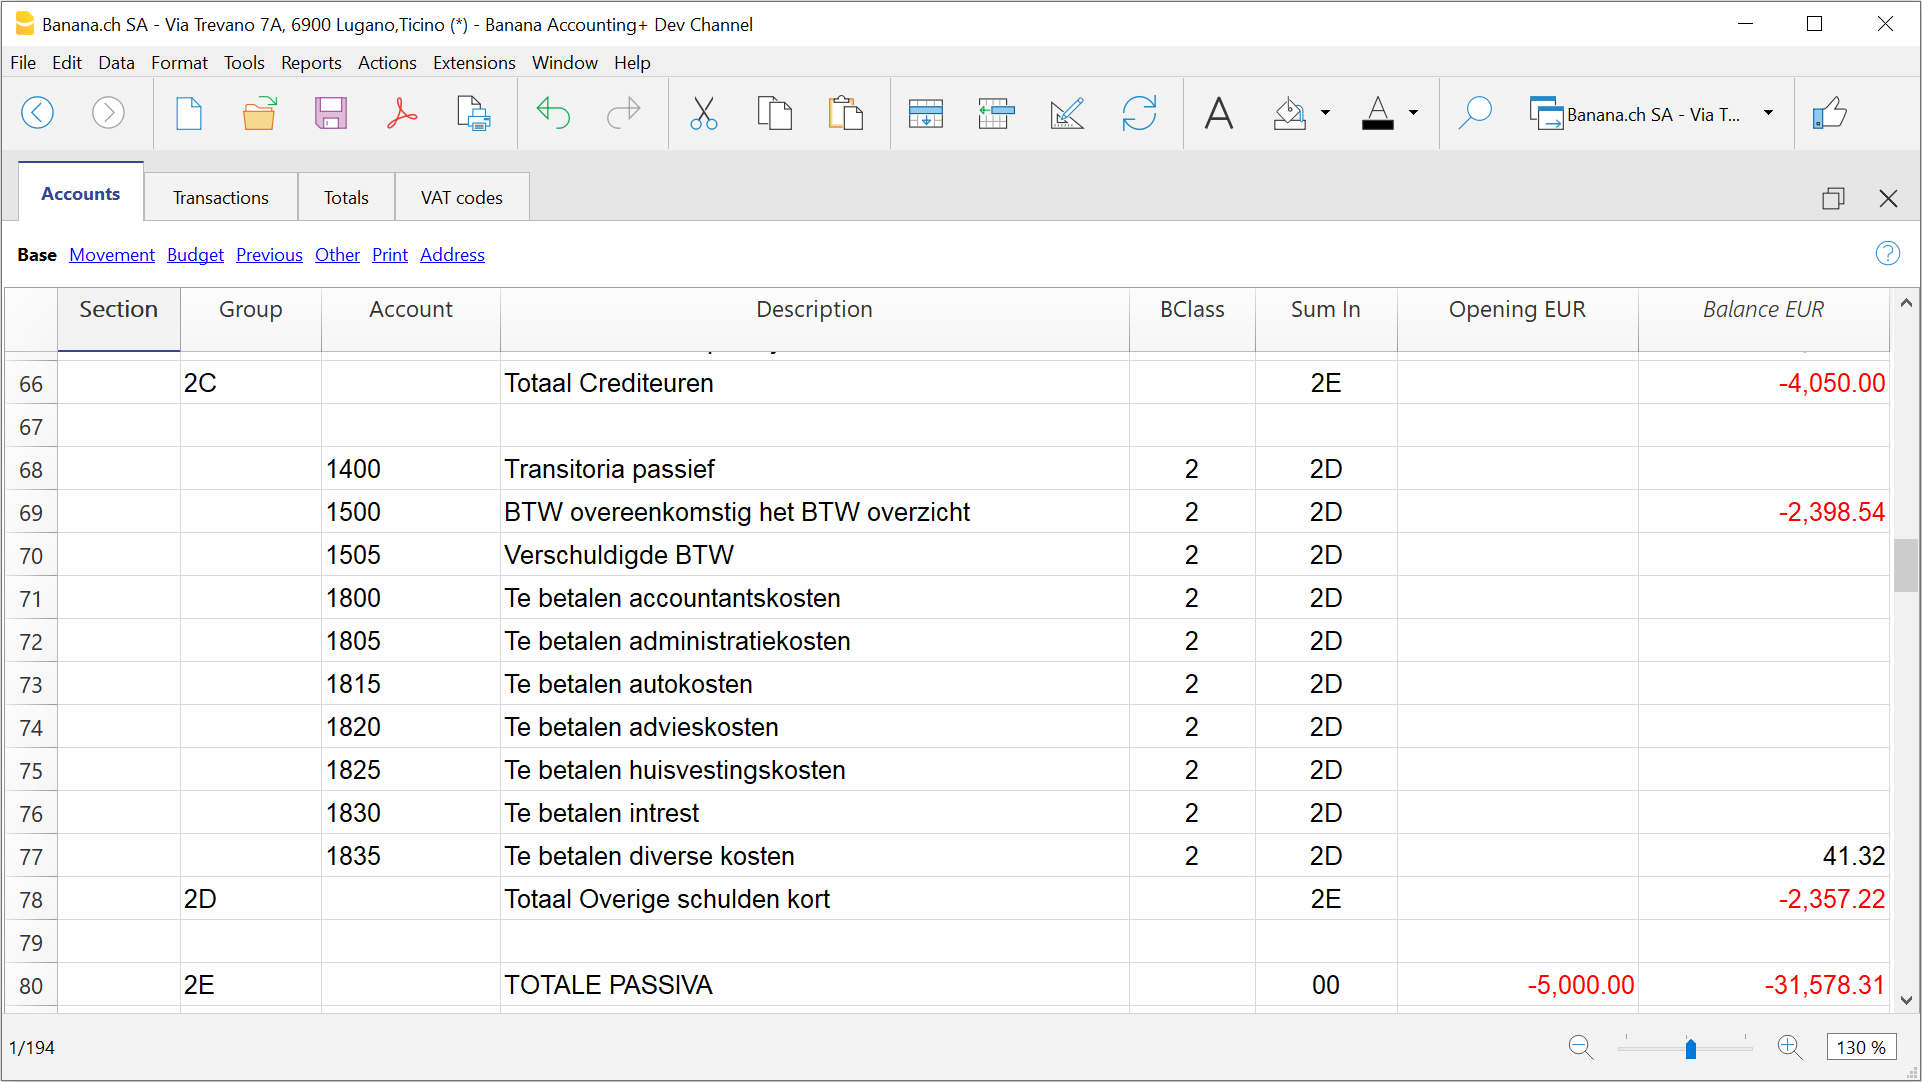 Banana.ch SA - Via Trevano 7A, 6900 Lugano,Ticino (*) - Banana Accounting+ Dev Channel
File Edit Data Format Tools Reports Actions Extensions Window Help
Banana.ch SA - Via T...
Accounts Transactions Totals VAT codes
Base Movement Budget Previous Other Print Address
Section Group Account Description BClass Sum In Opening EUR Balance EUR
66 2C Totaal Crediteuren 2E -4,050.00
67
68 1400 Transitoria passief 2 2D
69 1500 BTW overeenkomstig het BTW overzicht 2 2D -2,398.54
70 1505 Verschuldigde BTW 2 2D
71 1800 Te betalen accountantskosten 2 2D
72 1805 Te betalen administratiekosten 2 2D
73 1815 Te betalen autokosten 2 2D
74 1820 Te betalen advieskosten 2 2D
75 1825 Te betalen huisvestingskosten 2 2D
76 1830 Te betalen intrest 2 2D
77 1835 Te betalen diverse kosten 2 2D 41.32
78 2D Totaal Overige schulden kort 2E -2,357.22
79
80 2E TOTALE PASSIVA 00 -5,000.00 -31,578.31
1/194
130 %